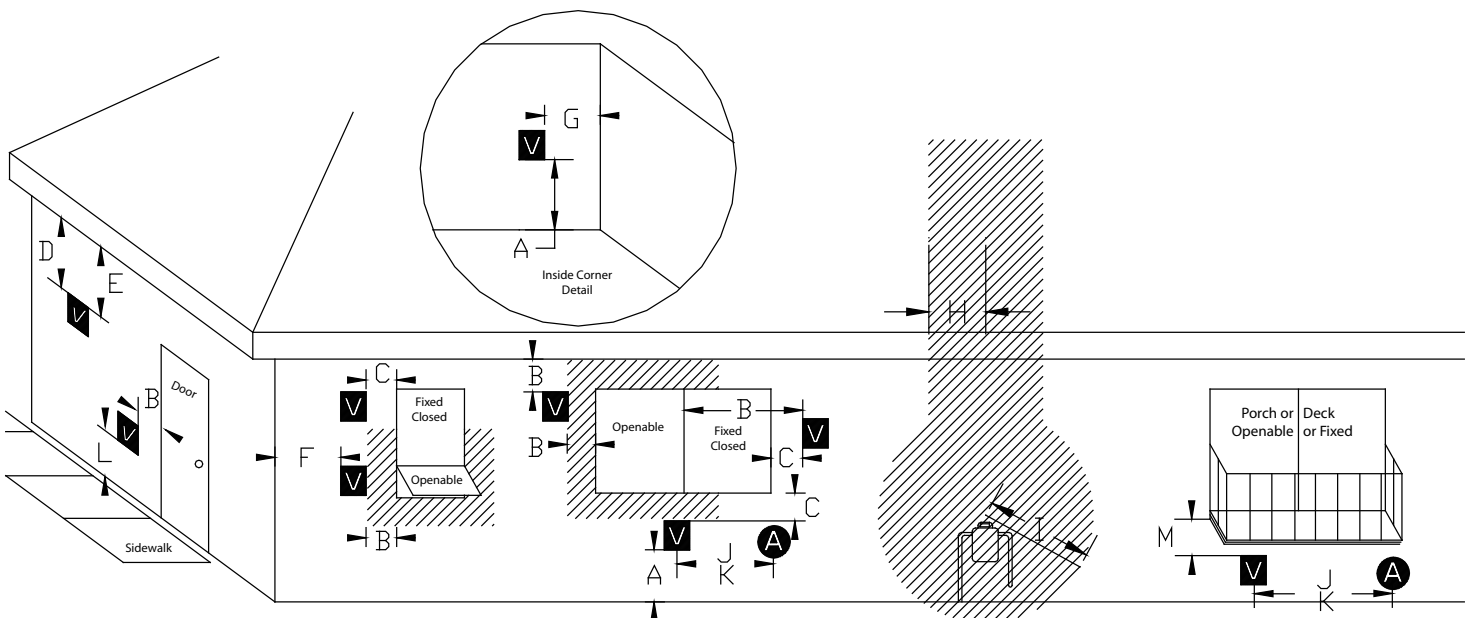 G
V
A
Inside Corner
Detail
D
E
V
H
C
B
V
Fixed
Closed
V
B
V
Door
B
Openable
Fixed
Closed
B
V
Porch or
Openable
Deck
or Fixed
L
F
V
Openable
B
C
C
B
I
Sidewalk
A
V
J
K
A
M
V
J
K
A